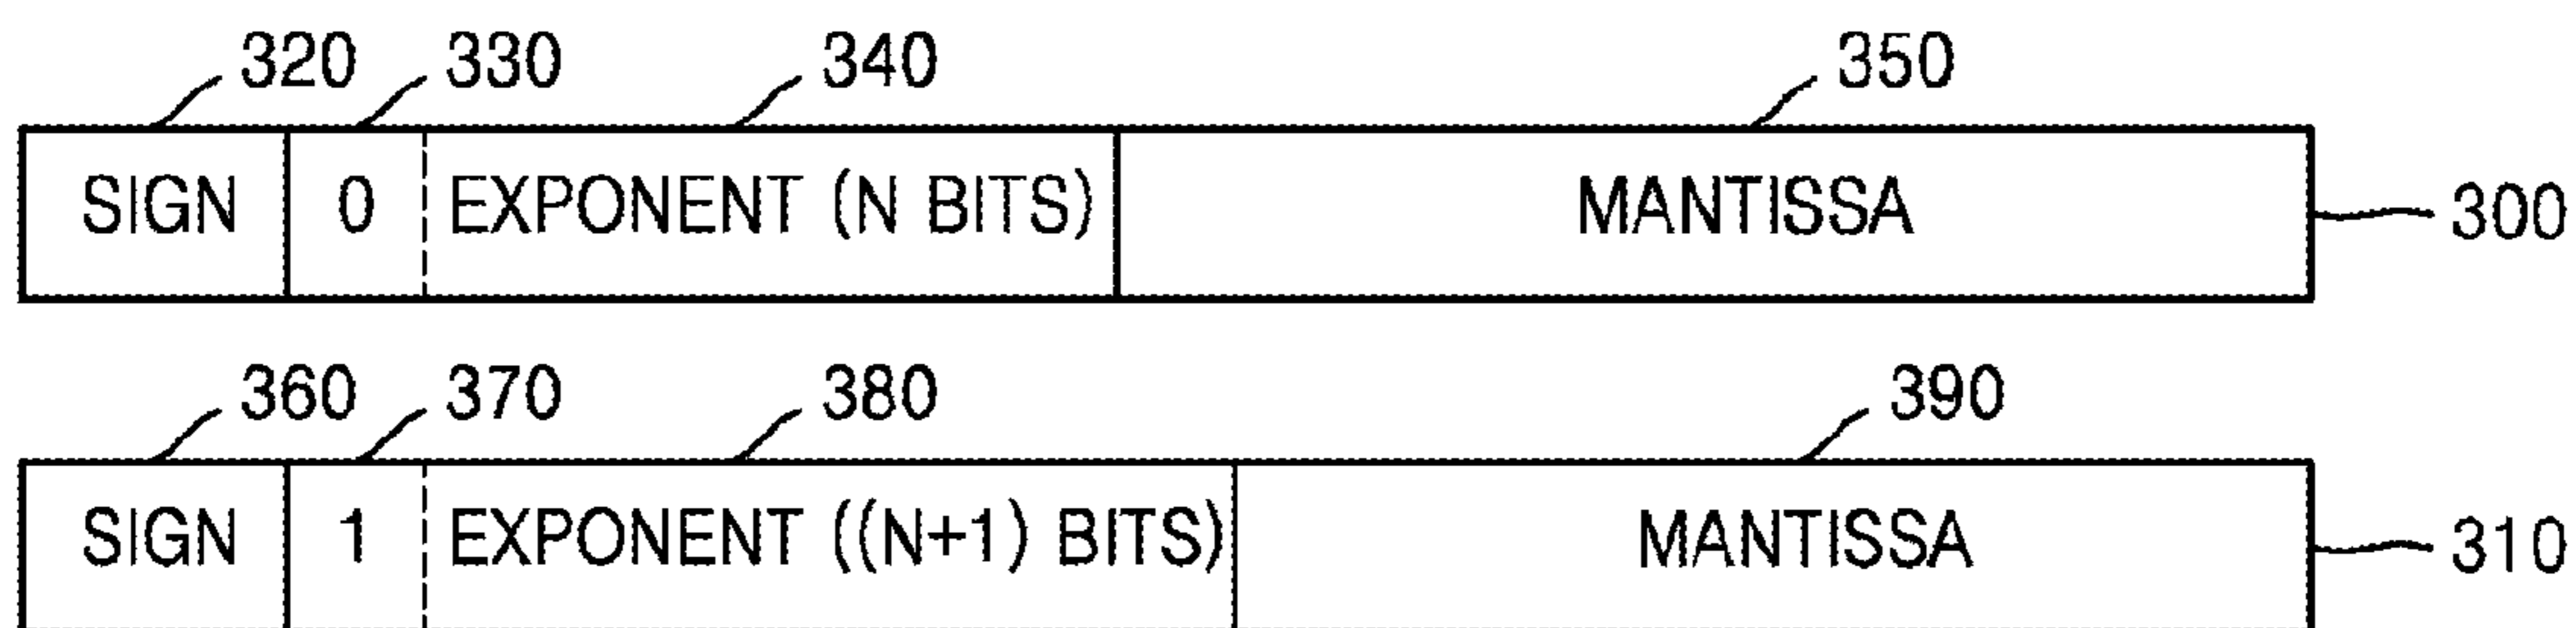 320 330 340 350
SIGN 0 EXPONENT (N BITS) MANTISSA 300
360 370 380 390
SIGN 1 EXPONENT ((N+1) BITS) MANTISSA 310